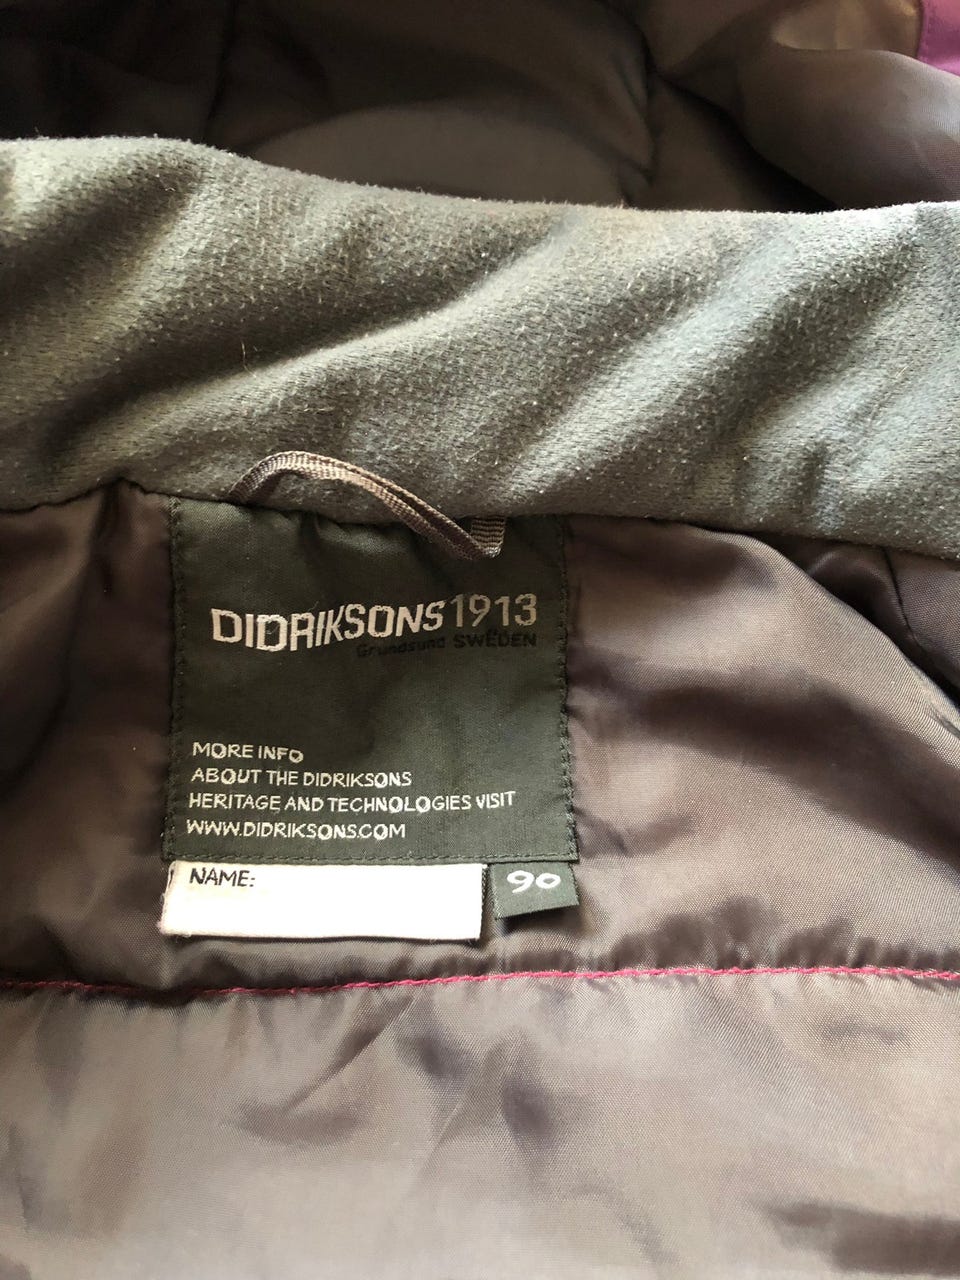 DIDRIKSONS 1913
Grundsund SWEDEN
MORE INFO
ABOUT THE DIDRIKSONS
HERITAGE AND TECHNOLOGIES VISIT
WWW.DIDRIKSONS.COM
NAME:
90